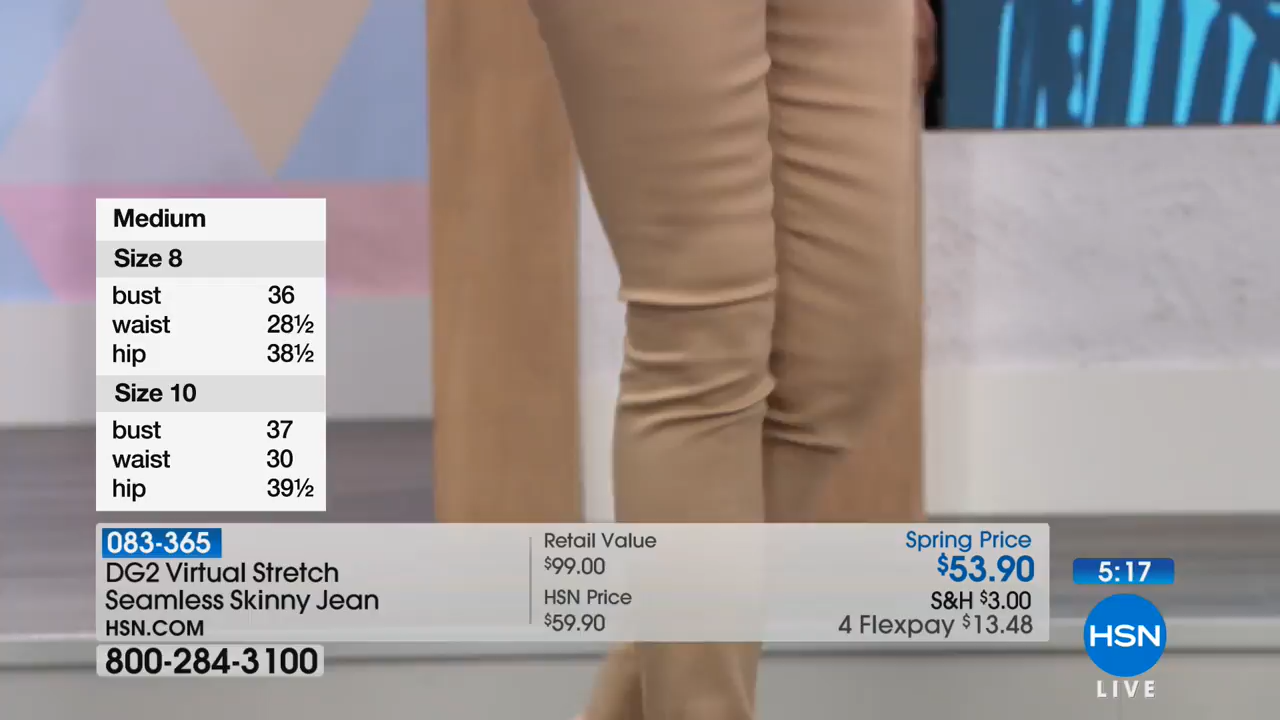 Medium
Size 8
bust 36
waist 28½
hip 38½
Size 10
bust 37
waist 30
hip 39½
083-365
DG2 Virtual Stretch
Seamless Skinny Jean
HSN.COM
800-284-3100
Retail Value
$99.00
HSN Price
$59.90
Spring Price
$53.90
S&H $3.00
4 Flexpay $13.48
5:17
HSN
LIVE